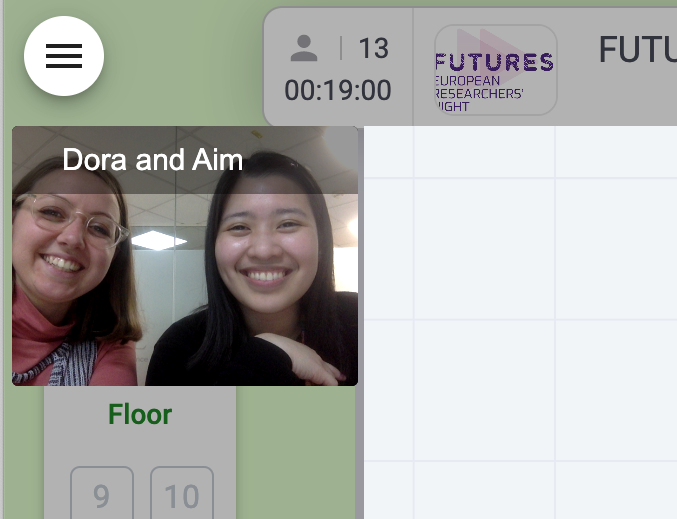 13
00:19:00
FUTURES
EUROPEAN
RESEARCHERS'
NIGHT
FUTU
Dora and Aim
Floor
9
10